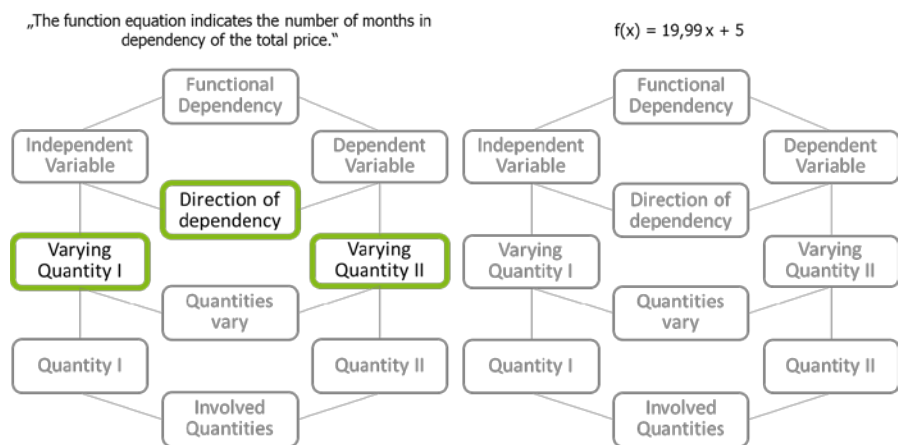 „The function equation indicates the number of months in
dependency of the total price.“
Functional
Dependency
Independent
Variable
Dependent
Variable
Direction of
dependency
Varying
Quantity I
Varying
Quantity II
Quantities
vary
Quantity I
Quantity II
Involved
Quantities
f(x) = 19,99 x + 5
Functional
Dependency
Independent
Variable
Dependent
Variable
Direction of
dependency
Varying
Quantity I
Varying
Quantity II
Quantities
vary
Quantity I
Quantity II
Involved
Quantities